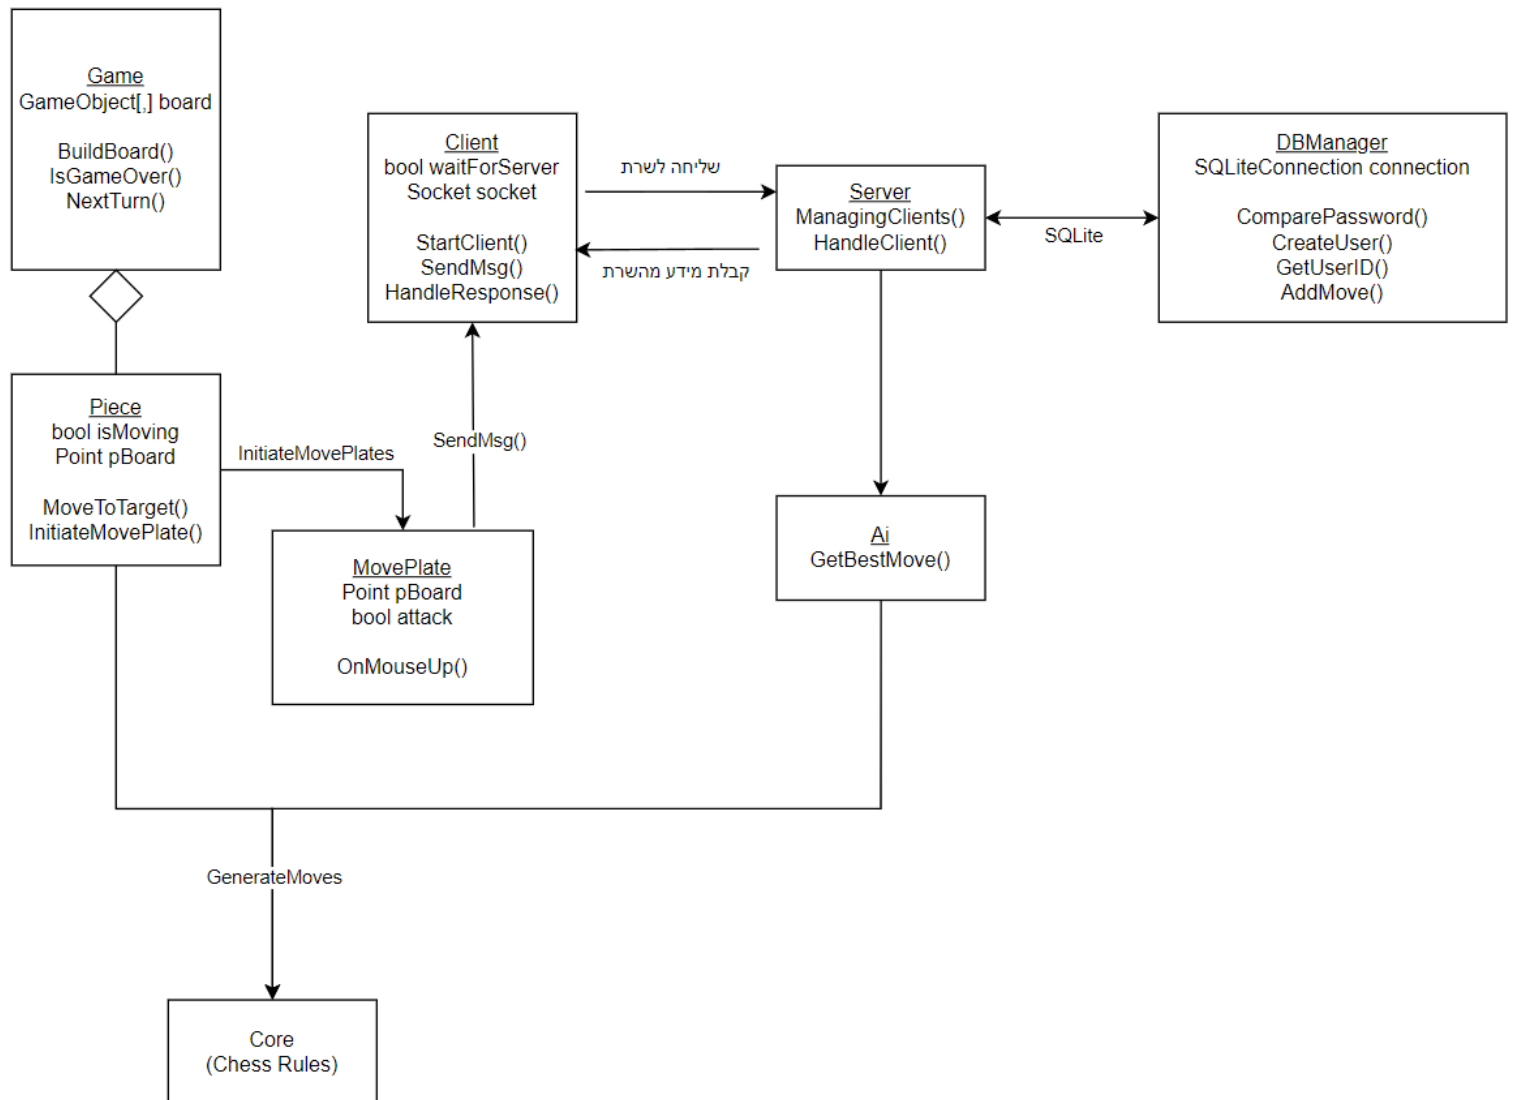 Game
GameObject[,] board
BuildBoard()
IsGameOver()
NextTurn()
Client
bool waitForServer
Socket socket
StartClient()
SendMsg()
HandleResponse()
שליחה לשרת
קבלת מידע מהשרת
Server
ManagingClients()
HandleClient()
SQLite
DBManager
SQLiteConnection connection
ComparePassword()
CreateUser()
GetUserID()
AddMove()
Piece
bool isMoving
Point pBoard
MoveToTarget()
InitiateMovePlate()
InitiateMovePlates
SendMsg()
MovePlate
Point pBoard
bool attack
OnMouseUp()
Ai
GetBestMove()
GenerateMoves
Core
(Chess Rules)